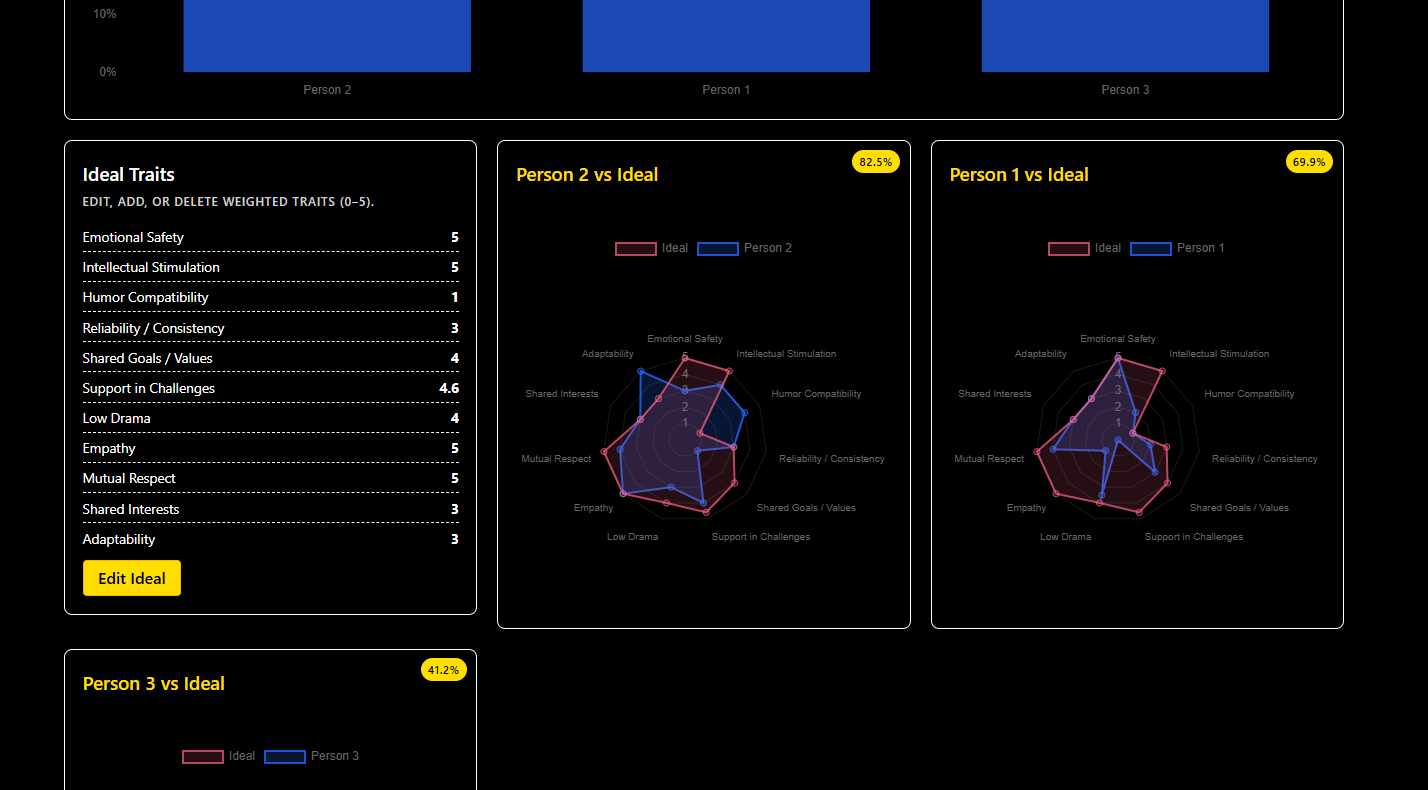 10%
0%
Person 2
Person 1
Person 3
Ideal Traits
EDIT, ADD, OR DELETE WEIGHTED TRAITS (0–5).
Emotional Safety 5
Intellectual Stimulation 5
Humor Compatibility 1
Reliability / Consistency 3
Shared Goals / Values 4
Support in Challenges 4.6
Low Drama 4
Empathy 5
Mutual Respect 5
Shared Interests 3
Adaptability 3
Edit Ideal
82.5%
Person 2 vs Ideal
Ideal
Person 2
Emotional Safety
Adaptability
Intellectual Stimulation
Shared Interests
Humor Compatibility
Mutual Respect
Reliability / Consistency
Empathy
Shared Goals / Values
Low Drama
Support in Challenges
5
4
3
2
1
69.9%
Person 1 vs Ideal
Ideal
Person 1
Emotional Safety
Adaptability
Intellectual Stimulation
Shared Interests
Humor Compatibility
Mutual Respect
Reliability / Consistency
Empathy
Shared Goals / Values
Low Drama
Support in Challenges
5
4
3
2
1
41.2%
Person 3 vs Ideal
Ideal
Person 3